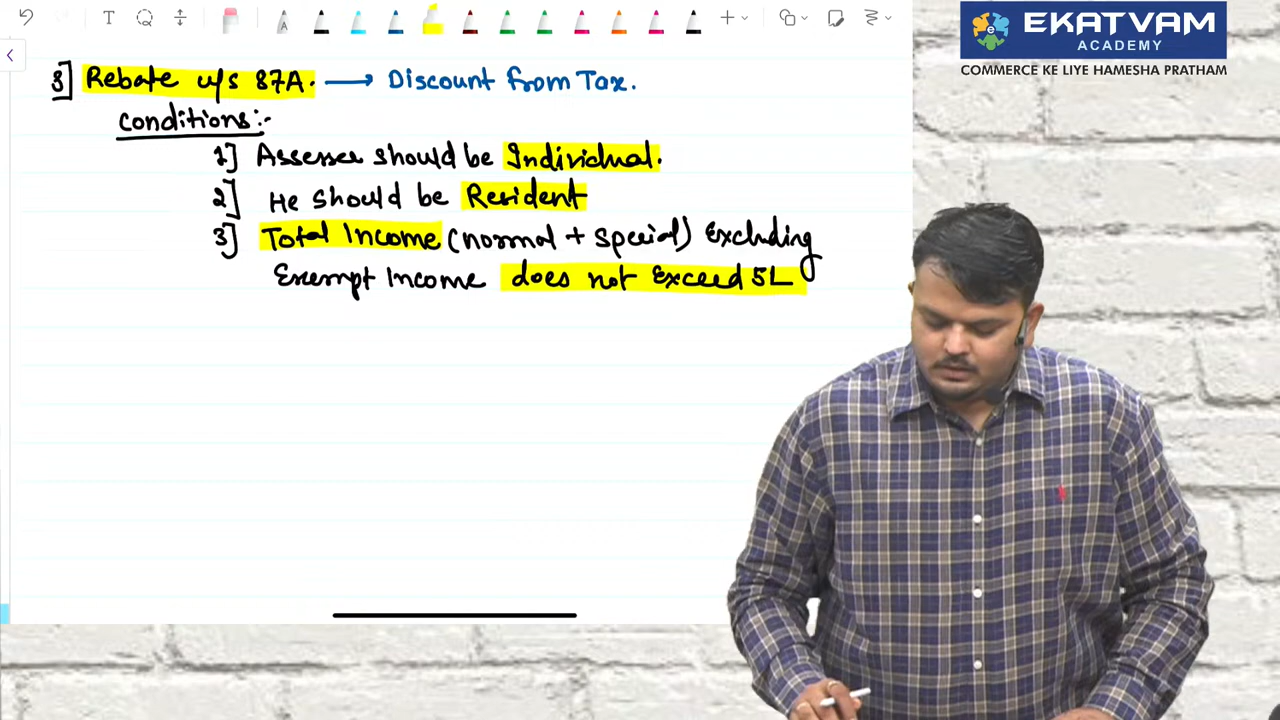 EKATVAM
ACADEMY
COMMERCE KE LIYE HAMESHA PRATHAM
8] Rebate u/s 87A. → Discount from Tax.
Conditions:-
1] Assessee should be Individual.
2] He should be Resident
3] Total Income (normal + special) Excluding
Exempt Income does not Exceed 5L